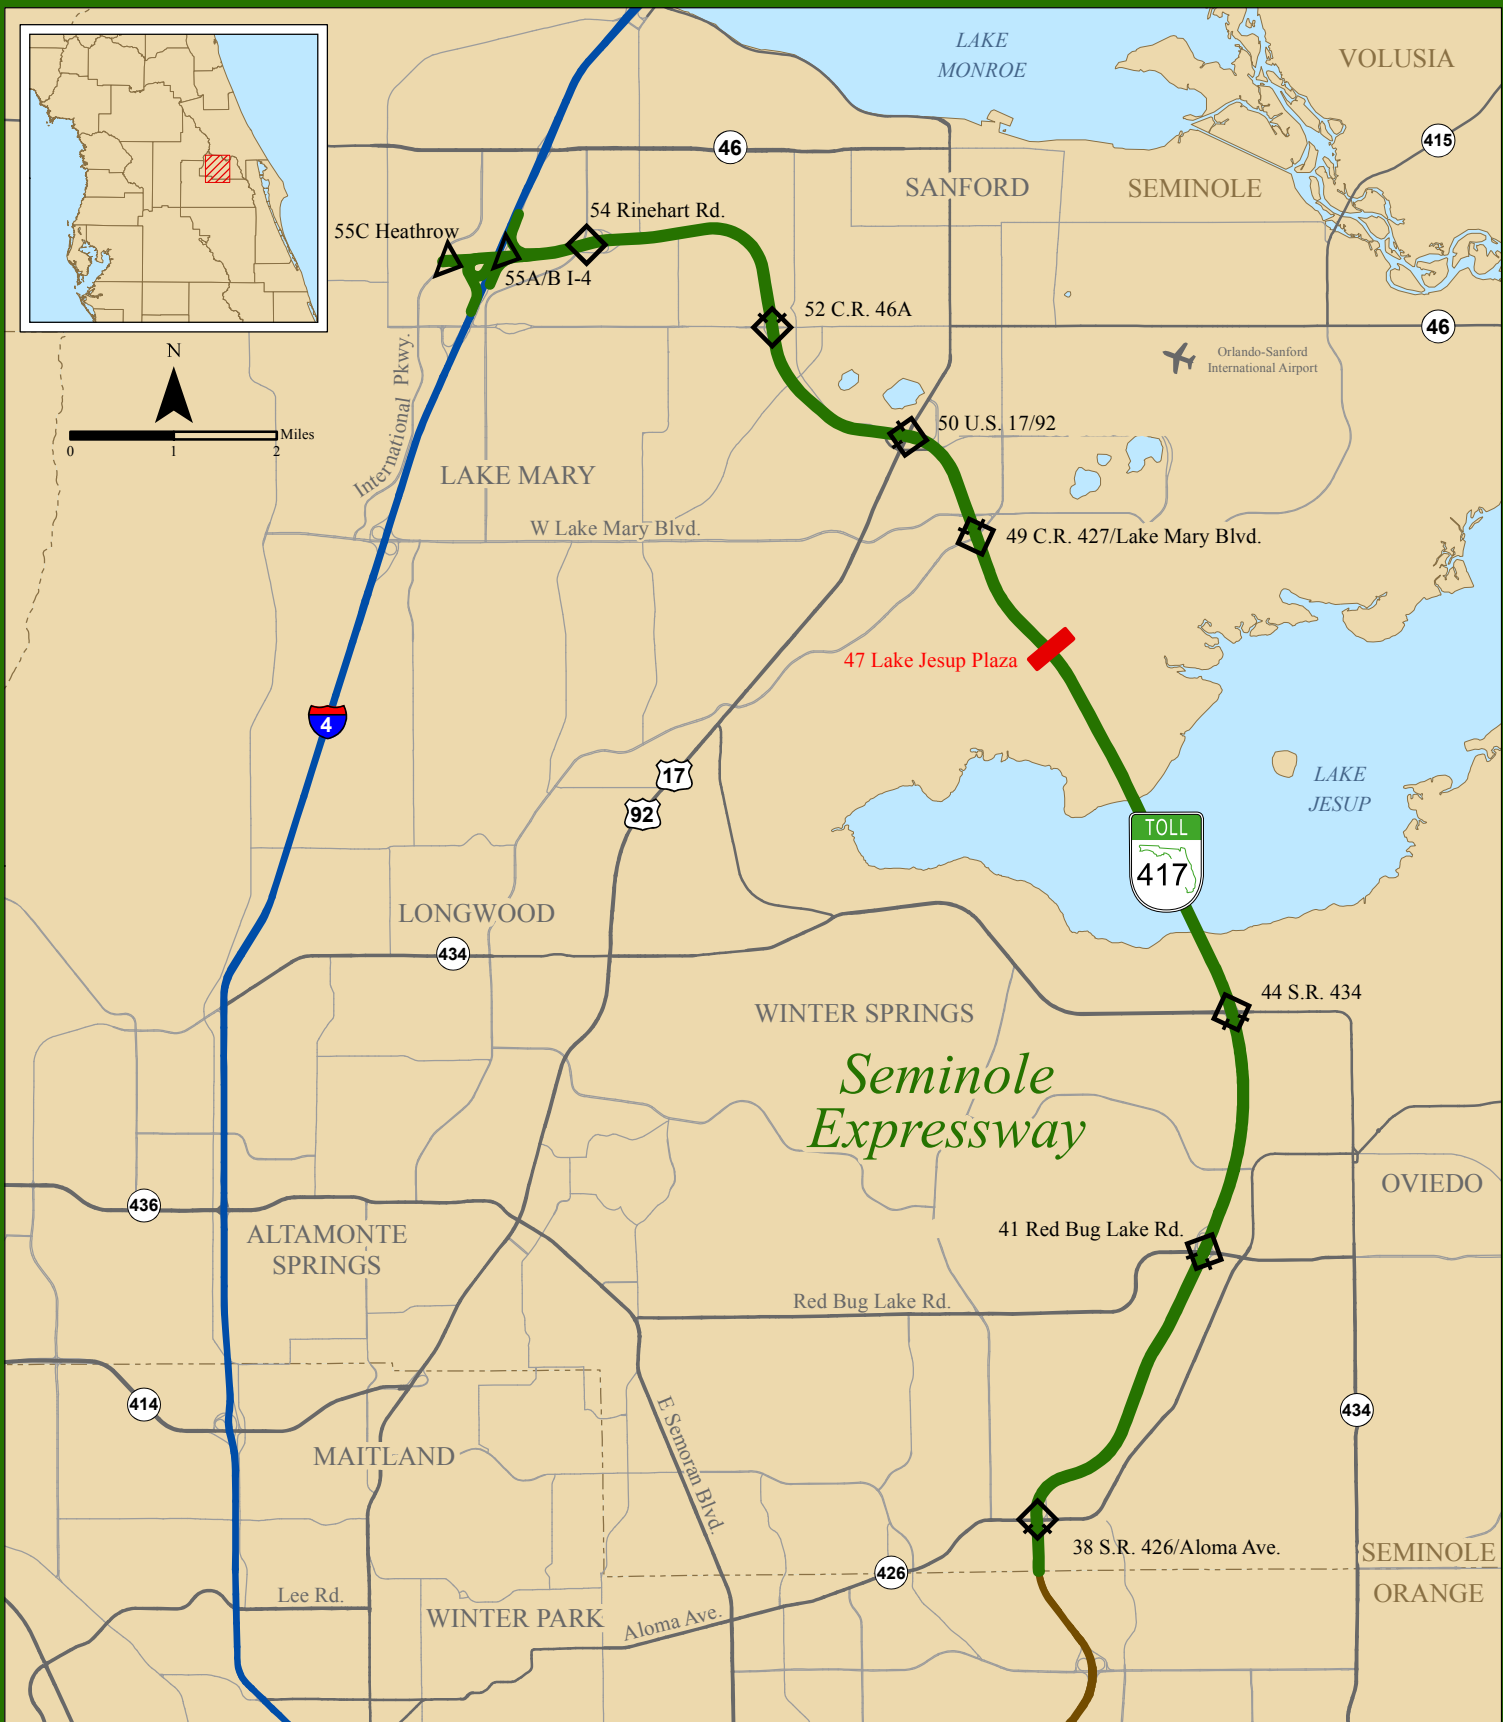 LAKE
MONROE
VOLUSIA
46
415
SANFORD
SEMINOLE
54 Rinehart Rd.
55C Heathrow
55A/B I-4
52 C.R. 46A
46
Orlando-Sanford
International Airport
N
Miles
0 1 2
International Pkwy.
50 U.S. 17/92
LAKE MARY
W Lake Mary Blvd.
49 C.R. 427/Lake Mary Blvd.
47 Lake Jesup Plaza
4
17
92
LAKE
JESUP
TOLL
417
LONGWOOD
434
44 S.R. 434
WINTER SPRINGS
Seminole
Expressway
OVIEDO
436
ALTAMONTE
SPRINGS
41 Red Bug Lake Rd.
Red Bug Lake Rd.
414
434
E Semoran Blvd.
MAITLAND
38 S.R. 426/Aloma Ave.
SEMINOLE
426
ORANGE
Lee Rd.
WINTER PARK
Aloma Ave.